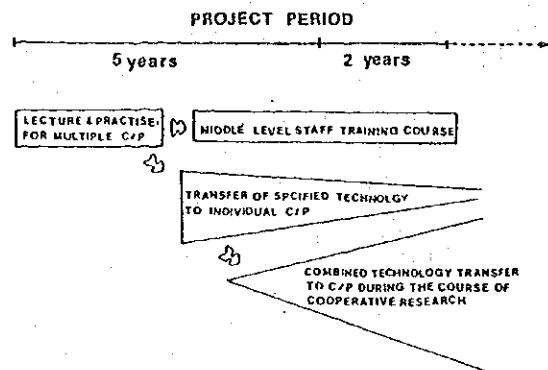 PROJECT PERIOD
5 years
2 years
LECTURE & PRACTISE:
FOR MULTIPLE C/P
MIDDLE LEVEL STAFF TRAINING COURSE
TRANSFER OF SPCIFIED TECHNOLGY
TO INDIVIDUAL C/P
COMBINED TECHNOLOGY TRANSFER
TO C/P DURING THE COURSE OF
COOPERATIVE RESEARCH